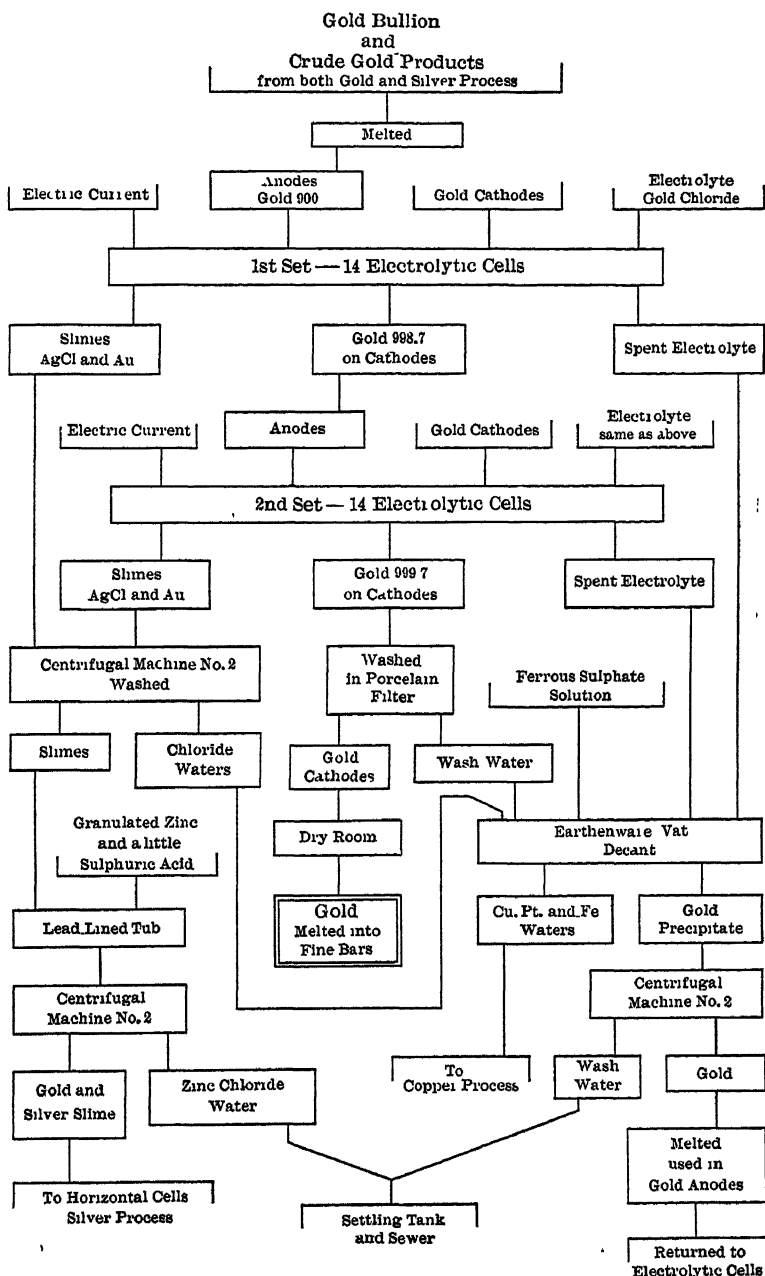 Gold Bullion
and
Crude Gold Products
from both Gold and Silver Process
Melted
Electric Current
Anodes
Gold 900
Gold Cathodes
Electrolyte
Gold Chloride
1st Set — 14 Electrolytic Cells
Slimes
AgCl and Au
Gold 998.7
on Cathodes
Spent Electrolyte
Electric Current
Anodes
Gold Cathodes
Electrolyte
same as above
2nd Set — 14 Electrolytic Cells
Slimes
AgCl and Au
Gold 999 7
on Cathodes
Spent Electrolyte
Centrifugal Machine No. 2
Washed
Washed
in Porcelain
Filter
Ferrous Sulphate
Solution
Slimes
Chloride
Waters
Gold
Cathodes
Wash Water
Granulated Zinc
and a little
Sulphuric Acid
Dry Room
Earthenware Vat
Decant
Lead Lined Tub
Gold
Melted into
Fine Bars
Cu. Pt. and Fe
Waters
Gold
Precipitate
Centrifugal
Machine No. 2
Centrifugal
Machine No. 2
Gold and
Silver Slime
Zinc Chloride
Water
To
Copper Process
Wash
Water
Gold
Melted
used in
Gold Anodes
To Horizontal Cells
Silver Process
Settling Tank
and Sewer
Returned to
Electrolytic Cells